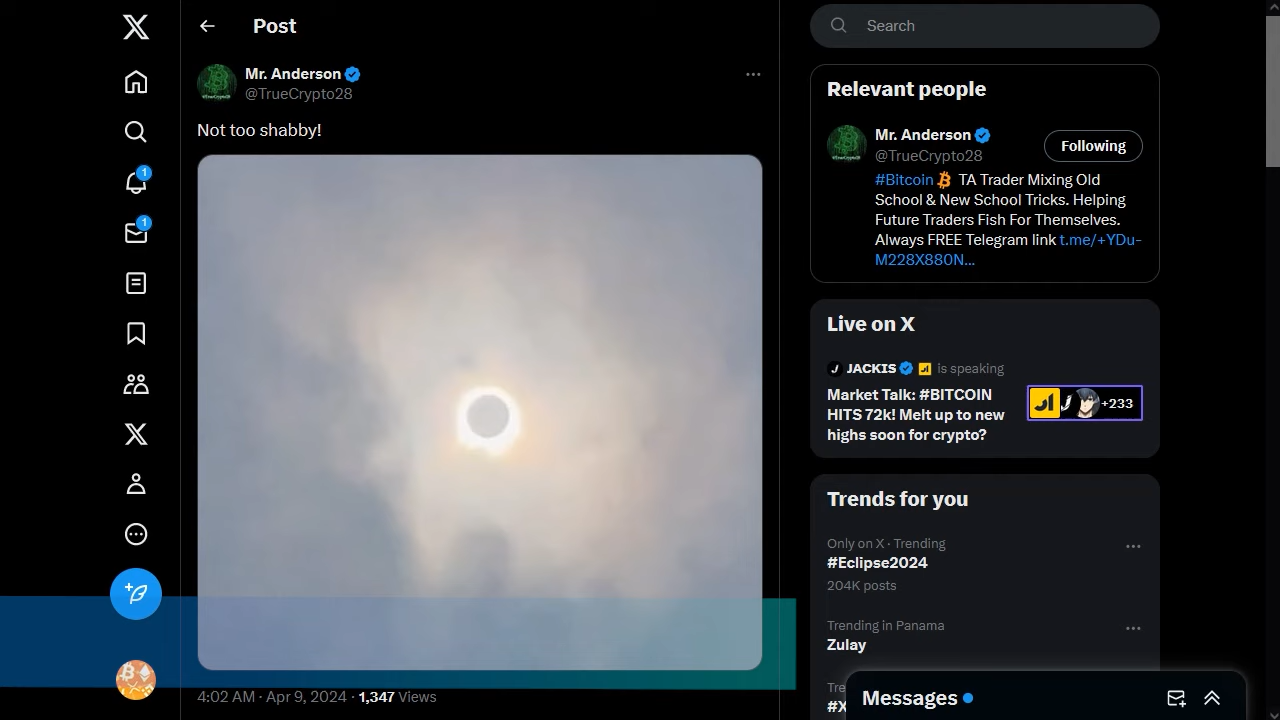 Post
Mr. Anderson
@TrueCrypto28
Not too shabby!
4:02 AM · Apr 9, 2024 · 1,347 Views
Search
Relevant people
Mr. Anderson
@TrueCrypto28
Following
#Bitcoin TA Trader Mixing Old
School & New School Tricks. Helping
Future Traders Fish For Themselves.
Always FREE Telegram link t.me/+YDu-
M228X880N...
Live on X
JACKIS is speaking
Market Talk: #BITCOIN
HITS 72k! Melt up to new
highs soon for crypto?
+233
Trends for you
Only on X · Trending
#Eclipse2024
204K posts
Trending in Panama
Zulay
Tre
#X
Messages
1
1